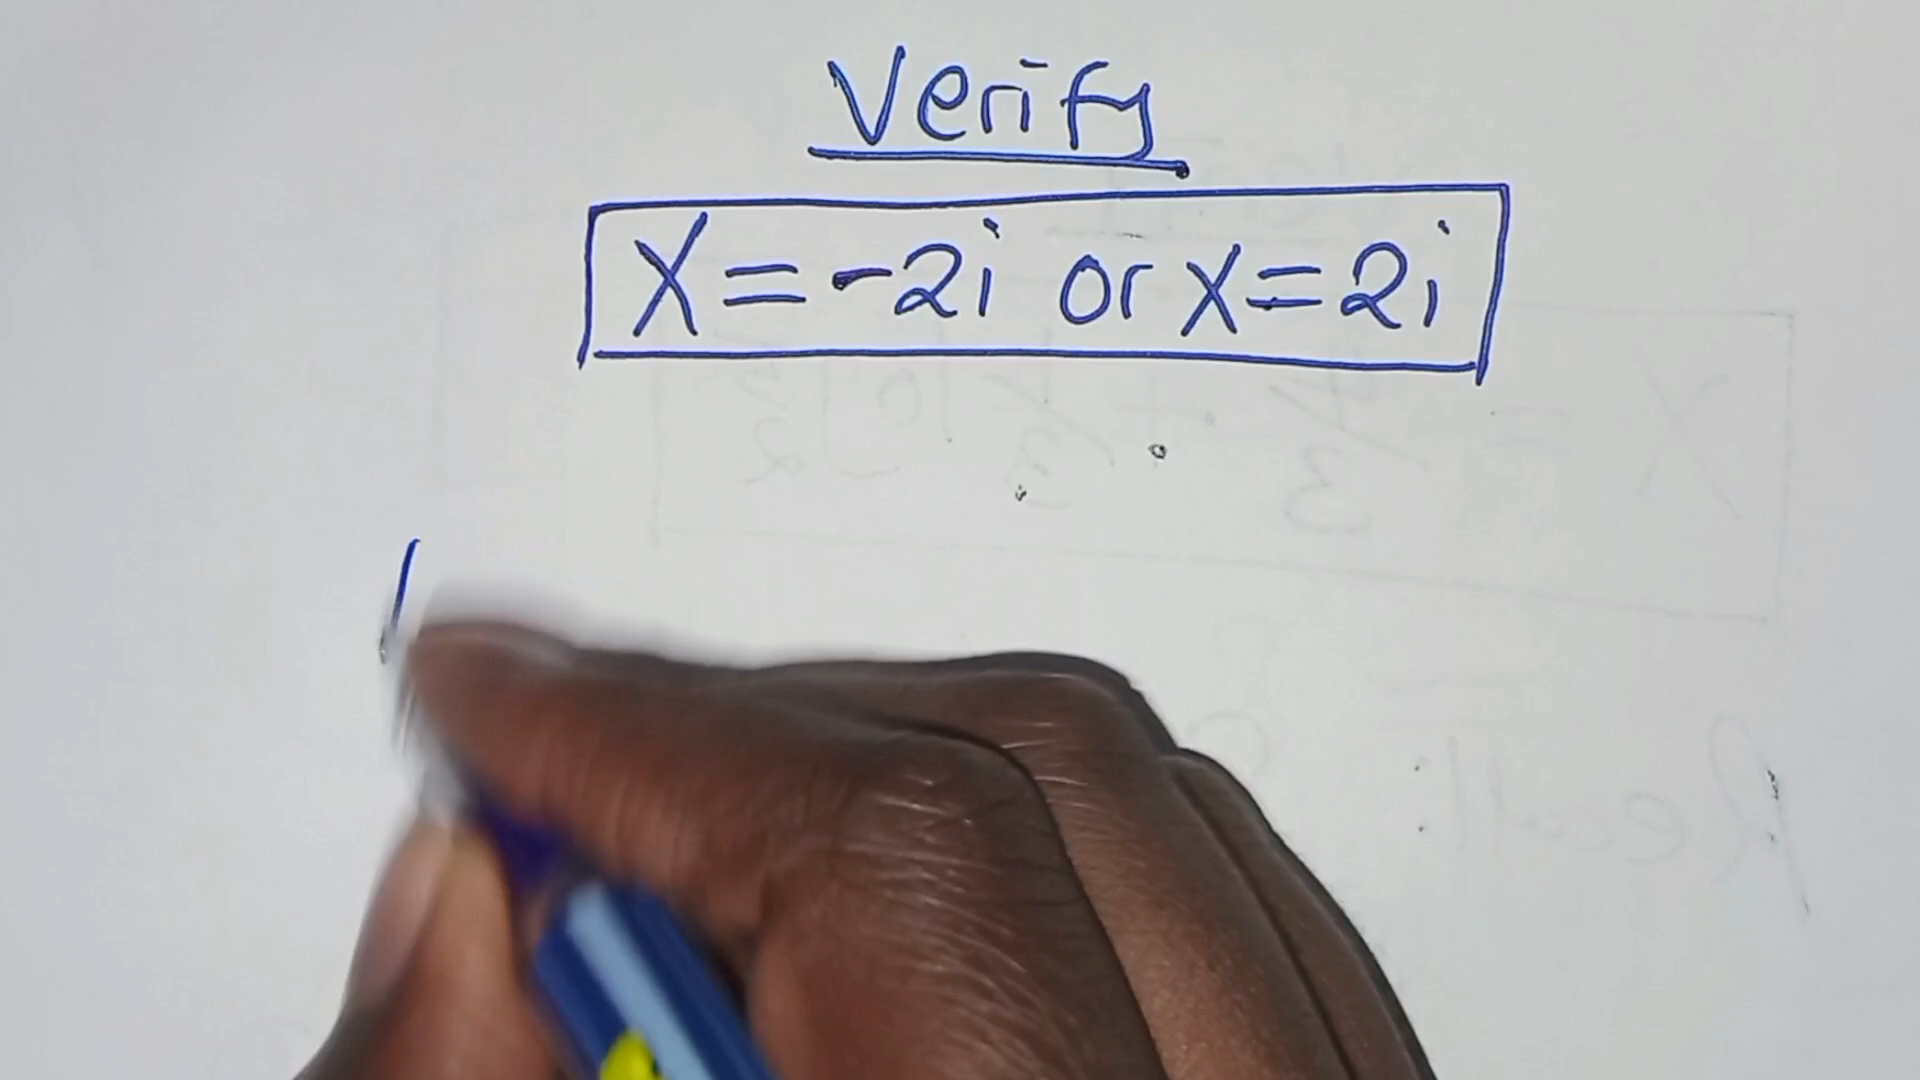 Verify
X = -2i or x = 2i